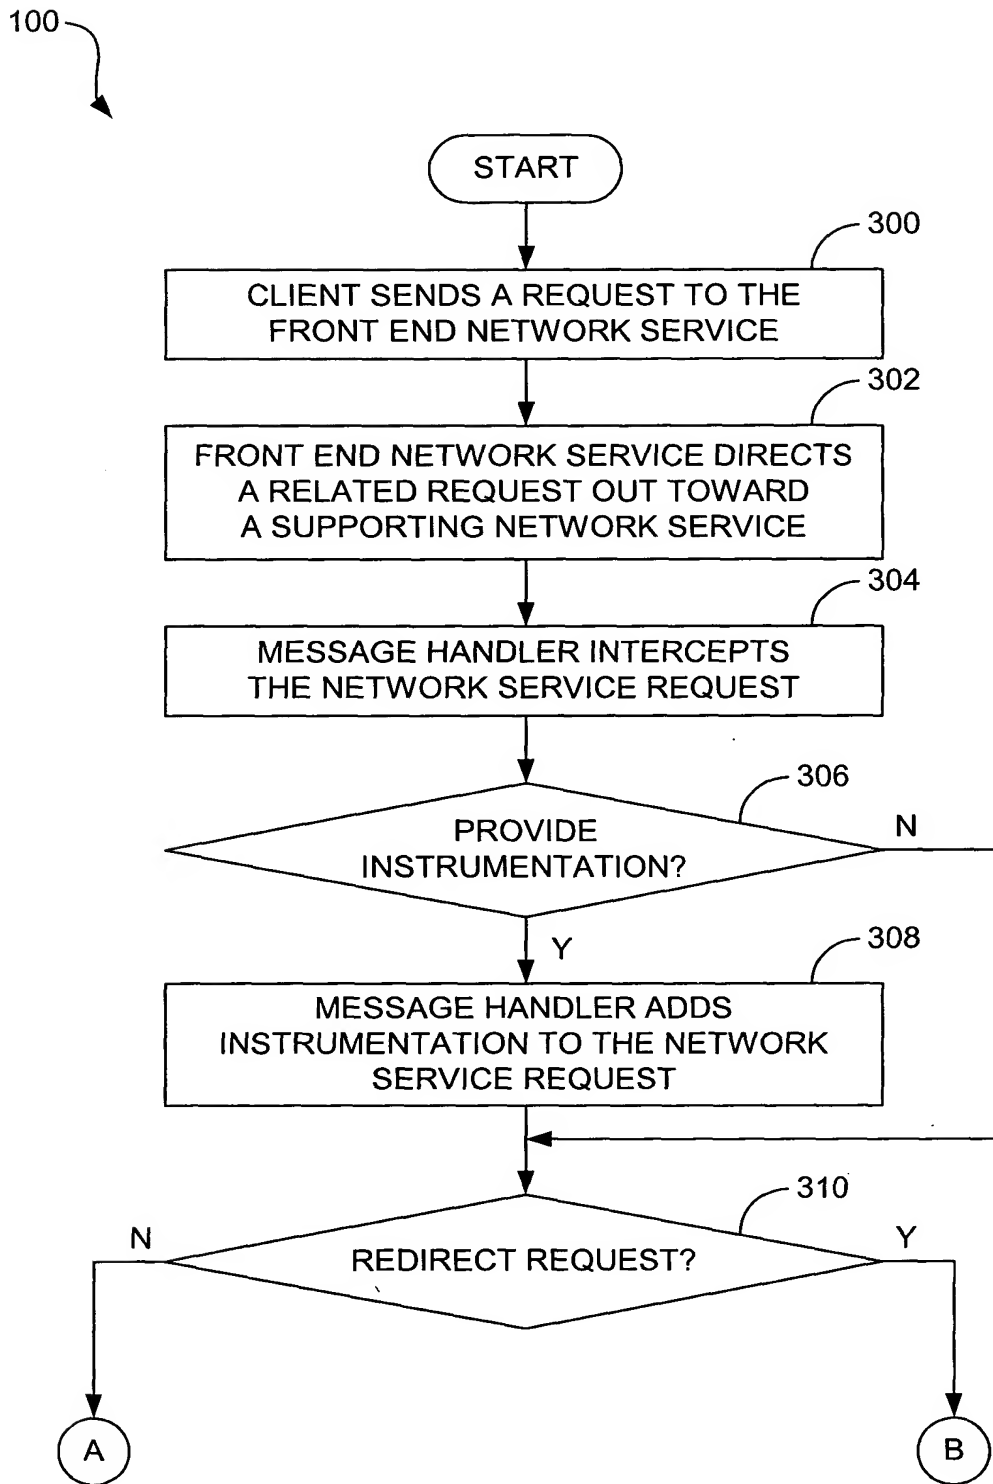 100
START
300
CLIENT SENDS A REQUEST TO THE
FRONT END NETWORK SERVICE
302
FRONT END NETWORK SERVICE DIRECTS
A RELATED REQUEST OUT TOWARD
A SUPPORTING NETWORK SERVICE
304
MESSAGE HANDLER INTERCEPTS
THE NETWORK SERVICE REQUEST
306
PROVIDE
INSTRUMENTATION?
N
Y
308
MESSAGE HANDLER ADDS
INSTRUMENTATION TO THE NETWORK
SERVICE REQUEST
310
N
REDIRECT REQUEST?
Y
A
B